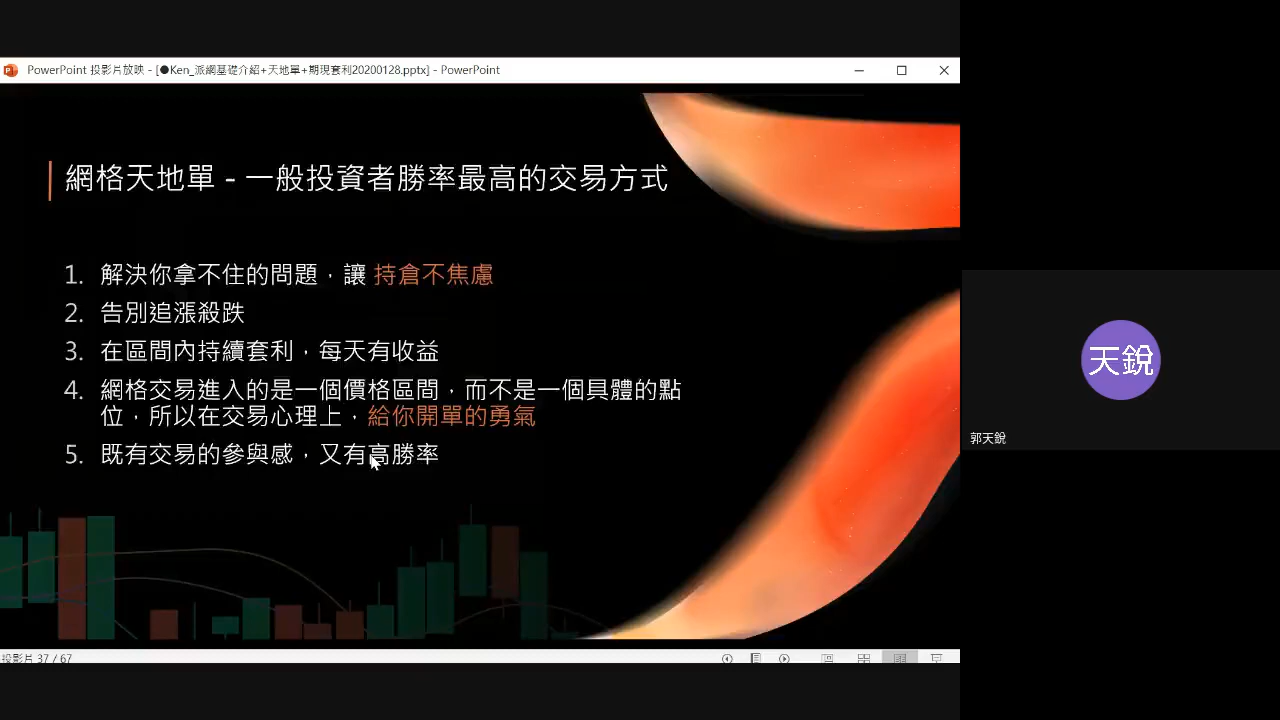 PowerPoint 投影片放映 - [●Ken_派網基礎介紹+天地單+期現套利20200128.pptx] - PowerPoint
網格天地單 - 一般投資者勝率最高的交易方式
1. 解決你拿不住的問題，讓 持倉不焦慮
2. 告別追漲殺跌
3. 在區間內持續套利，每天有收益
4. 網格交易進入的是一個價格區間，而不是一個具體的點
位，所以在交易心理上，給你開單的勇氣
5. 既有交易的參與感，又有高勝率
天銳
郭天銳
投影片 37 / 67